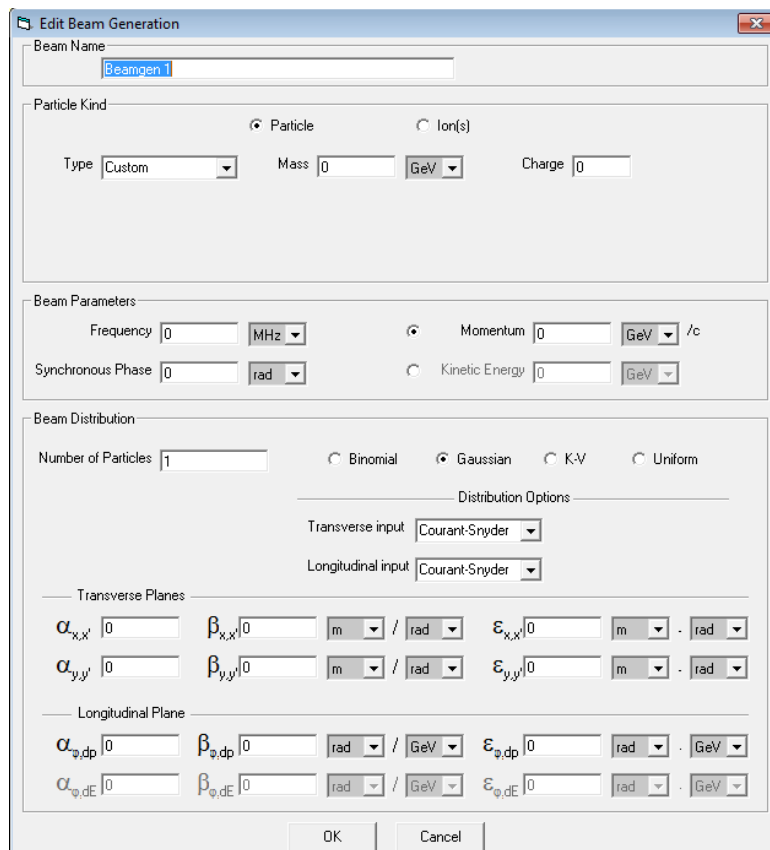 Edit Beam Generation
Beam Name
Beamgen 1
Particle Kind
Particle Ion(s)
Type Custom Mass 0 GeV Charge 0
Beam Parameters
Frequency 0 MHz Momentum 0 GeV /c
Synchronous Phase 0 rad Kinetic Energy 0 GeV
Beam Distribution
Number of Particles 1 Binomial Gaussian K-V Uniform
Distribution Options
Transverse input Courant-Snyder
Longitudinal input Courant-Snyder
Transverse Planes
αx,x' 0 βx,x' 0 m / rad εx,x' 0 m . rad
αy,y' 0 βy,y' 0 m / rad εy,y' 0 m . rad
Longitudinal Plane
αφ,dp 0 βφ,dp 0 rad / GeV εφ,dp 0 rad . GeV
αφ,dE 0 βφ,dE 0 rad / GeV εφ,dE 0 rad . GeV
OK Cancel